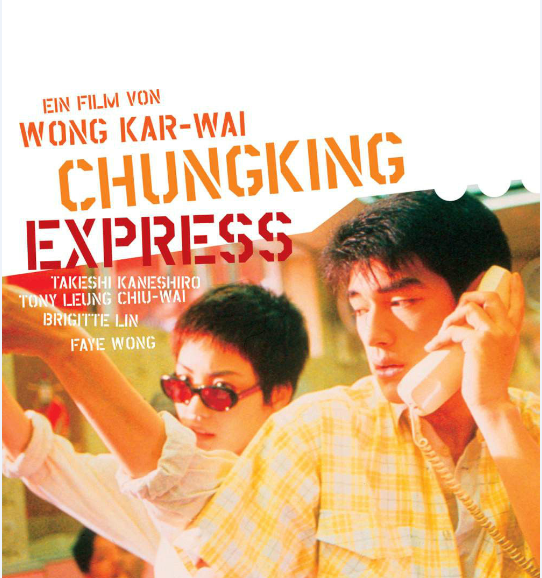 EIN FILM VON
WONG KAR-WAI
CHUNGKING
EXPRESS
TAKESHI KANESHIRO
TONY LEUNG CHIU-WAI
BRIGITTE LIN
FAYE WONG